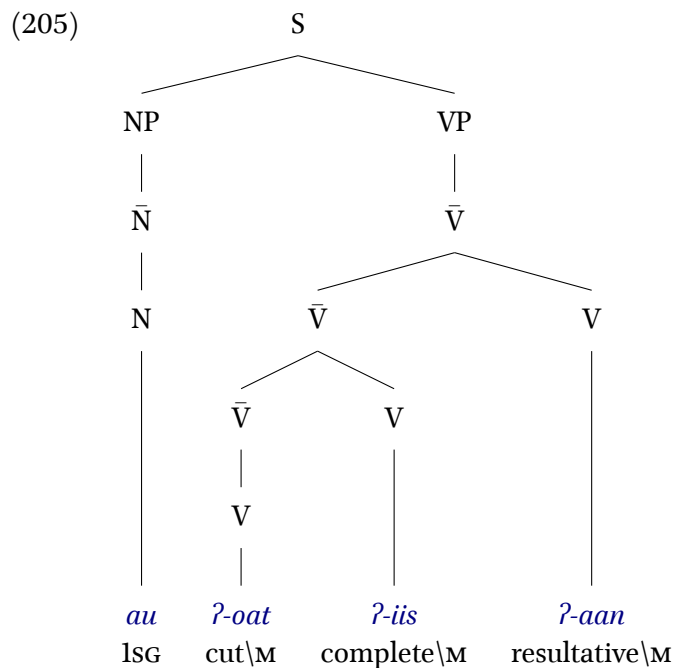 (205) S
NP VP
N̄ V̄
N V̄ V
V̄ V
V
au ʔ-oat ʔ-iis ʔ-aan
1SG cut\M complete\M resultative\M